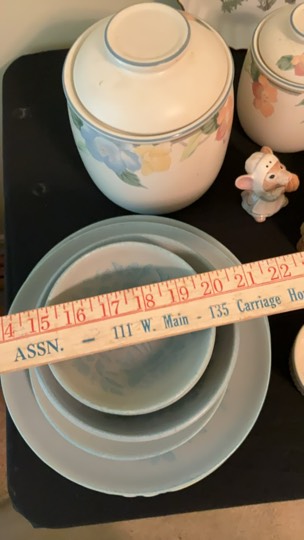 14 15 16 17 18 19 20 21 22
ASSN. - 111 W. Main - 135 Carriage Ho